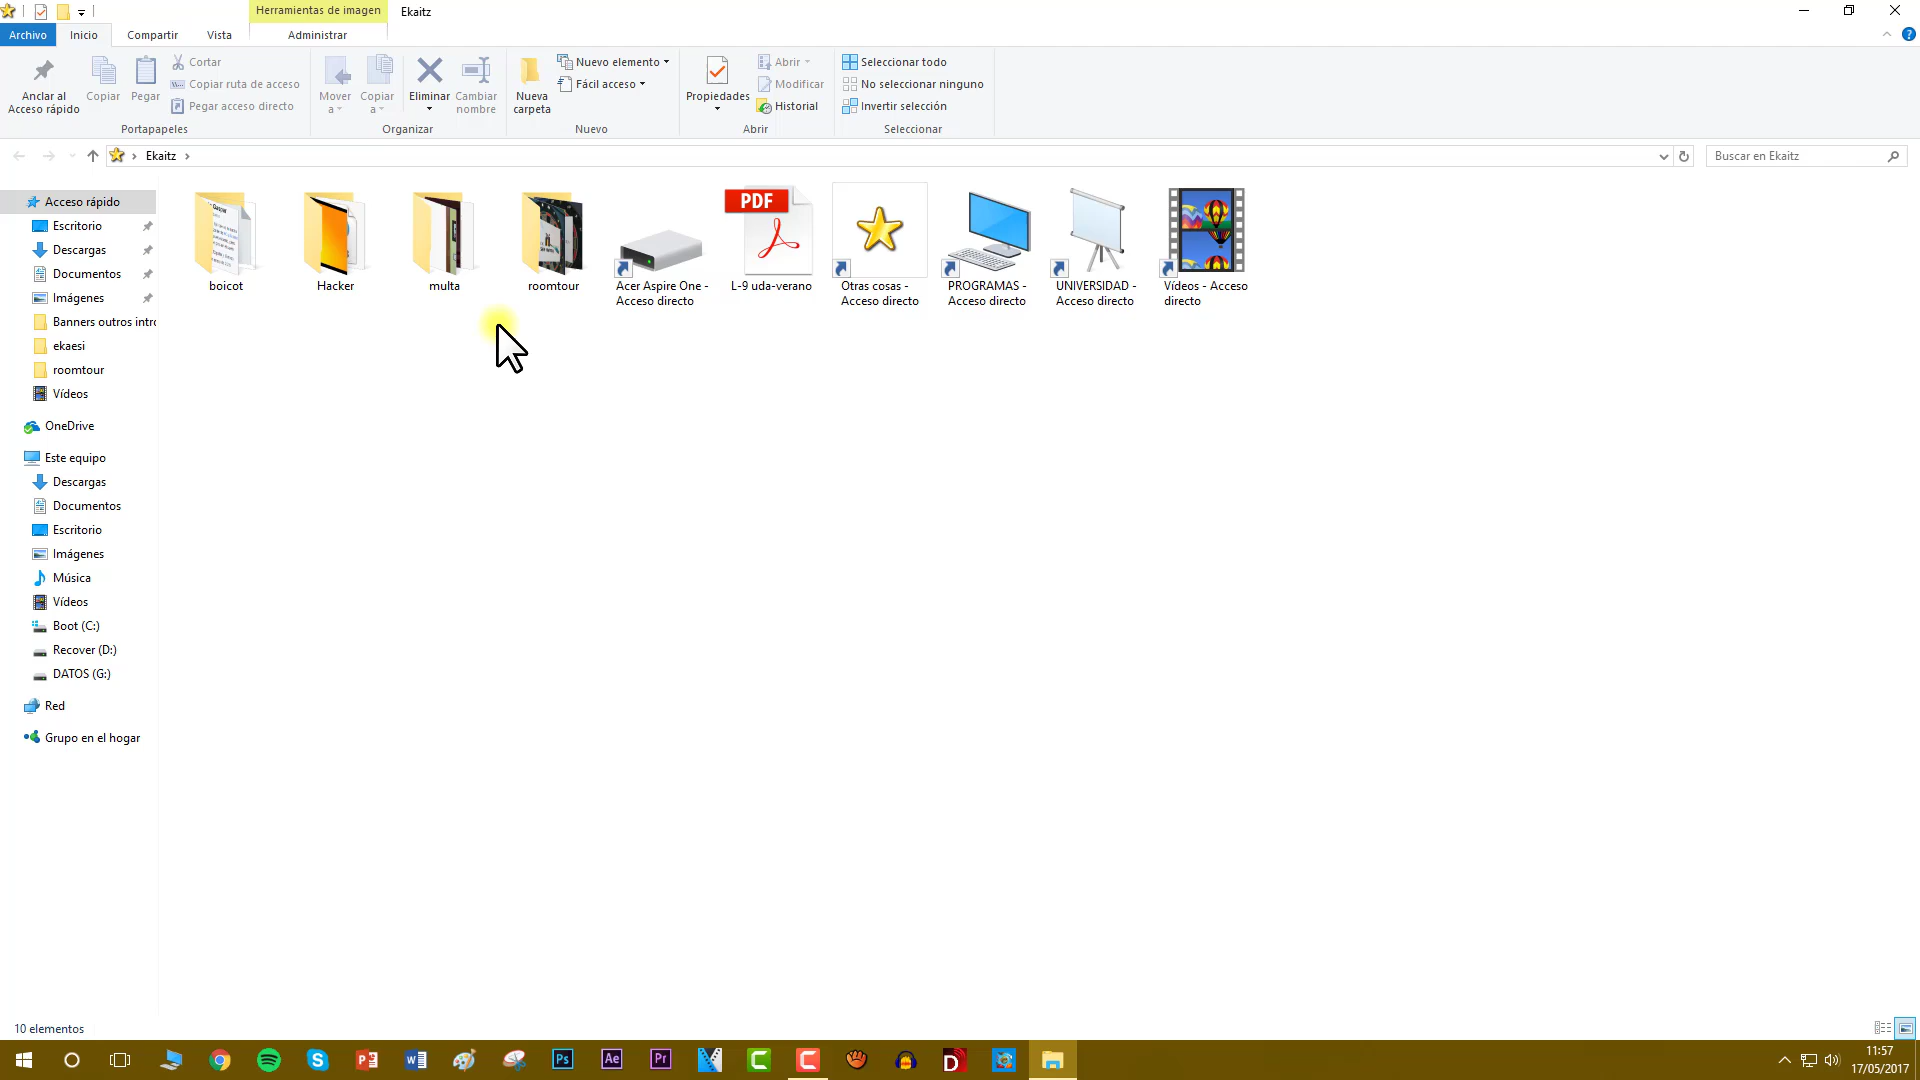 Herramientas de imagen Ekaitz
Archivo Inicio Compartir Vista Administrar
Anclar al
Acceso rápido
Copiar
Pegar
Cortar
Copiar ruta de acceso
Pegar acceso directo
Portapapeles
Mover
a
Copiar
a
Eliminar
Cambiar
nombre
Organizar
Nueva
carpeta
Nuevo elemento
Fácil acceso
Nuevo
Propiedades
Abrir
Modificar
Historial
Abrir
Seleccionar todo
No seleccionar ninguno
Invertir selección
Seleccionar
Ekaitz
Buscar en Ekaitz
Acceso rápido
Escritorio
Descargas
Documentos
Imágenes
Banners outros intro
ekaesi
roomtour
Vídeos
OneDrive
Este equipo
Descargas
Documentos
Escritorio
Imágenes
Música
Vídeos
Boot (C:)
Recover (D:)
DATOS (G:)
Red
Grupo en el hogar
boicot
Hacker
multa
roomtour
Acer Aspire One -
Acceso directo
PDF
L-9 uda-verano
Otras cosas -
Acceso directo
PROGRAMAS -
Acceso directo
UNIVERSIDAD -
Acceso directo
Vídeos - Acceso
directo
10 elementos
Ps
Ae
Pr
11:57
17/05/2017